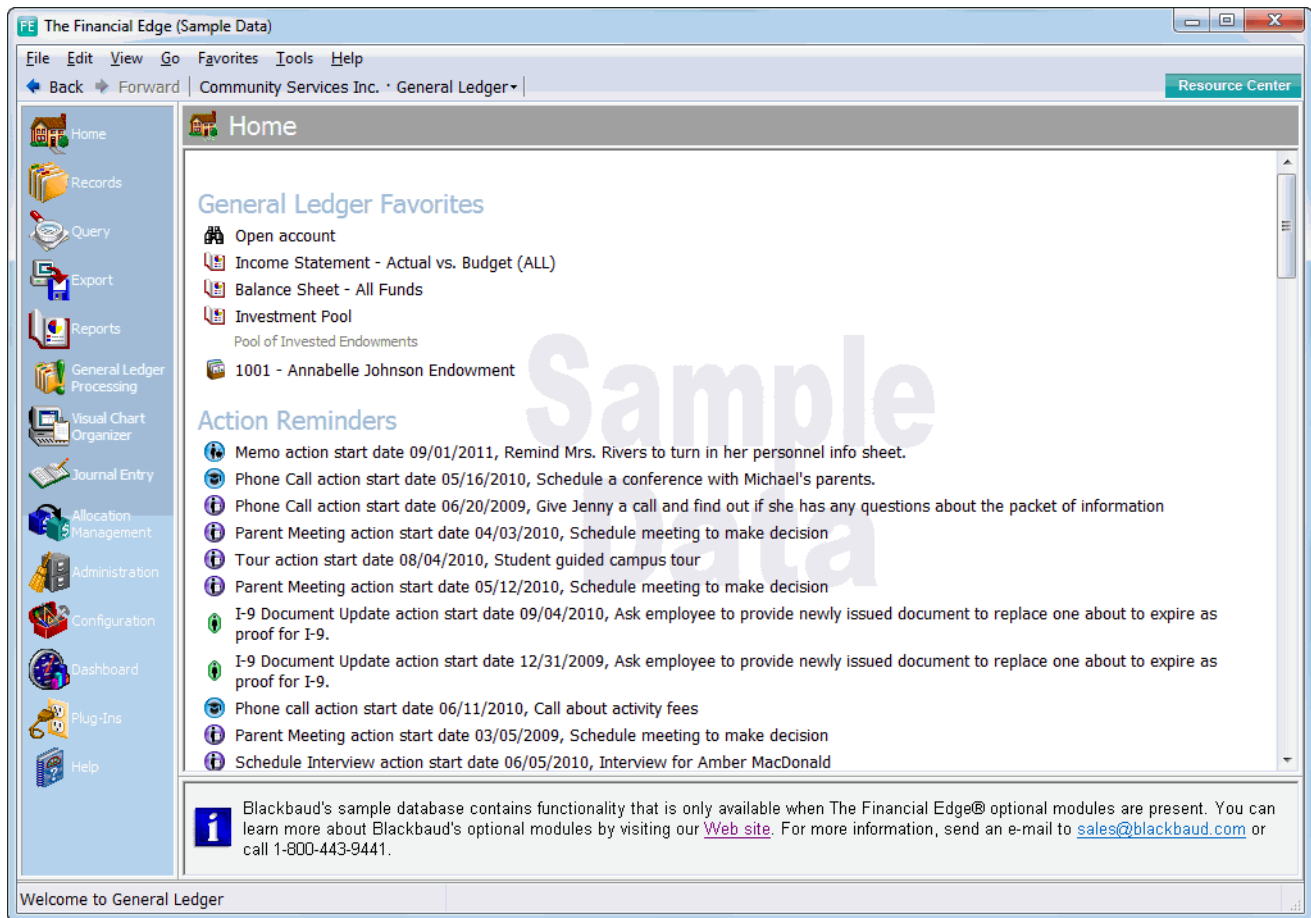 FE The Financial Edge (Sample Data)
File Edit View Go Favorites Tools Help
Back Forward Community Services Inc. · General Ledger
Resource Center
Home
Records
Query
Export
Reports
General Ledger
Processing
Visual Chart
Organizer
Journal Entry
Allocation
Management
Administration
Configuration
Dashboard
Plug-Ins
Help
Home
General Ledger Favorites
Open account
Income Statement - Actual vs. Budget (ALL)
Balance Sheet - All Funds
Investment Pool
Pool of Invested Endowments
1001 - Annabelle Johnson Endowment
Sample
Data
Action Reminders
Memo action start date 09/01/2011, Remind Mrs. Rivers to turn in her personnel info sheet.
Phone Call action start date 05/16/2010, Schedule a conference with Michael's parents.
Phone Call action start date 06/20/2009, Give Jenny a call and find out if she has any questions about the packet of information
Parent Meeting action start date 04/03/2010, Schedule meeting to make decision
Tour action start date 08/04/2010, Student guided campus tour
Parent Meeting action start date 05/12/2010, Schedule meeting to make decision
I-9 Document Update action start date 09/04/2010, Ask employee to provide newly issued document to replace one about to expire as
proof for I-9.
I-9 Document Update action start date 12/31/2009, Ask employee to provide newly issued document to replace one about to expire as
proof for I-9.
Phone call action start date 06/11/2010, Call about activity fees
Parent Meeting action start date 03/05/2009, Schedule meeting to make decision
Schedule Interview action start date 06/05/2010, Interview for Amber MacDonald
Blackbaud's sample database contains functionality that is only available when The Financial Edge® optional modules are present. You can
learn more about Blackbaud's optional modules by visiting our Web site. For more information, send an e-mail to sales@blackbaud.com or
call 1-800-443-9441.
Welcome to General Ledger